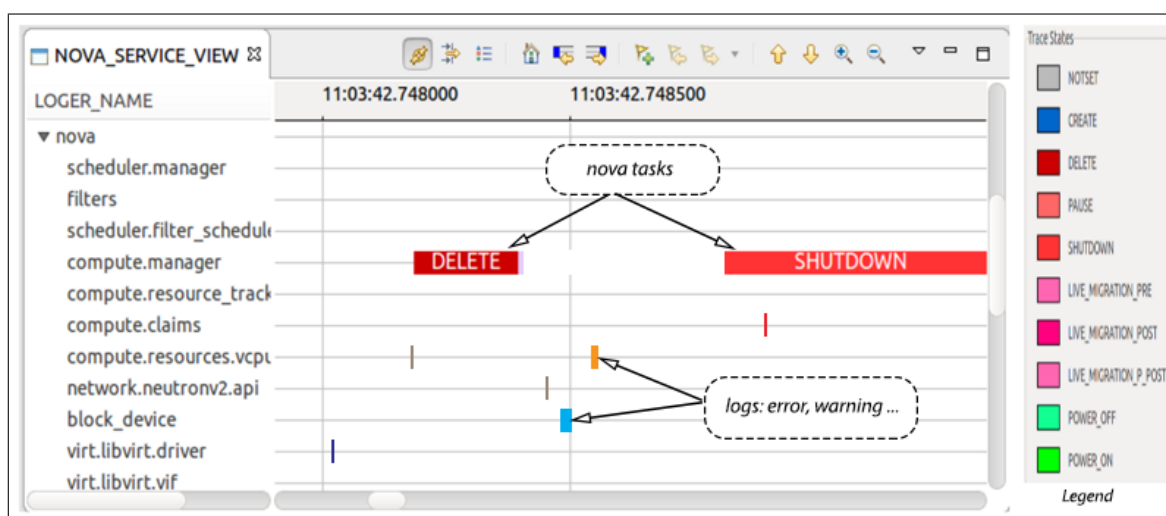 NOVA_SERVICE_VIEW
LOGER_NAME
11:03:42.748000 11:03:42.748500
nova
scheduler.manager
filters
scheduler.filter_schedule
compute.manager
compute.resource_track
compute.claims
compute.resources.vcpu
network.neutronv2.api
block_device
virt.libvirt.driver
virt.libvirt.vif
nova tasks
DELETE SHUTDOWN
logs: error, warning ...
Trace States
NOTSET
CREATE
DELETE
PAUSE
SHUTDOWN
LIVE_MIGRATION_PRE
LIVE_MIGRATION_POST
LIVE_MIGRATION_P_POST
POWER_OFF
POWER_ON
Legend